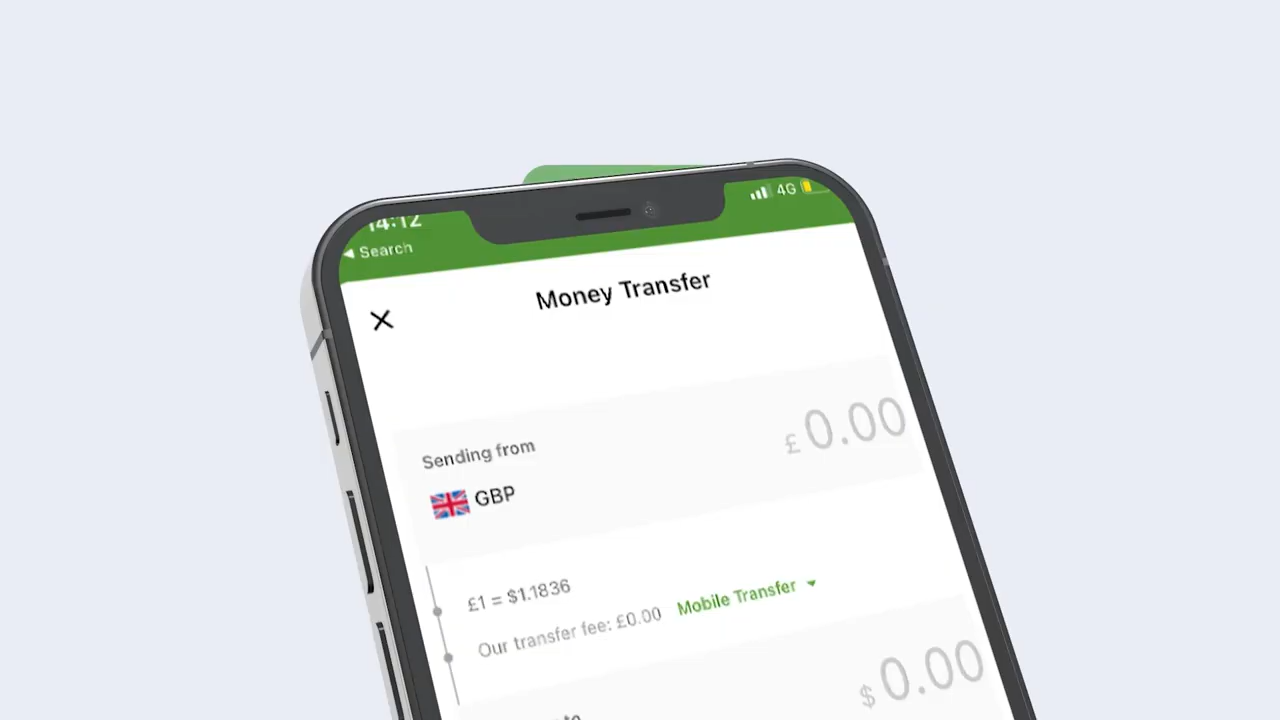 14:12
4G
◀ Search
Money Transfer
Sending from
£ 0.00
GBP
£1 = $1.1836
Our transfer fee: £0.00 Mobile Transfer
$ 0.00